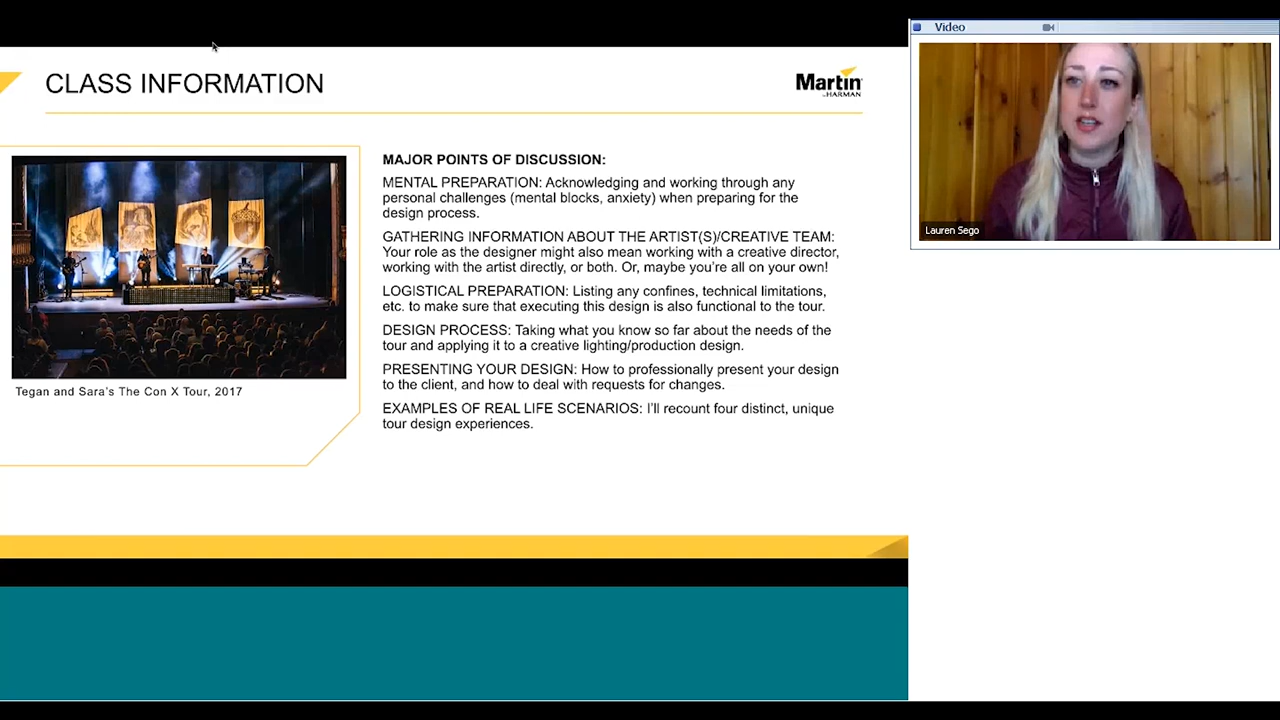 CLASS INFORMATION
Martin
by HARMAN
Video
Lauren Sego
Tegan and Sara's The Con X Tour, 2017
MAJOR POINTS OF DISCUSSION:
MENTAL PREPARATION: Acknowledging and working through any
personal challenges (mental blocks, anxiety) when preparing for the
design process.
GATHERING INFORMATION ABOUT THE ARTIST(S)/CREATIVE TEAM:
Your role as the designer might also mean working with a creative director,
working with the artist directly, or both. Or, maybe you're all on your own!
LOGISTICAL PREPARATION: Listing any confines, technical limitations,
etc. to make sure that executing this design is also functional to the tour.
DESIGN PROCESS: Taking what you know so far about the needs of the
tour and applying it to a creative lighting/production design.
PRESENTING YOUR DESIGN: How to professionally present your design
to the client, and how to deal with requests for changes.
EXAMPLES OF REAL LIFE SCENARIOS: I'll recount four distinct, unique
tour design experiences.